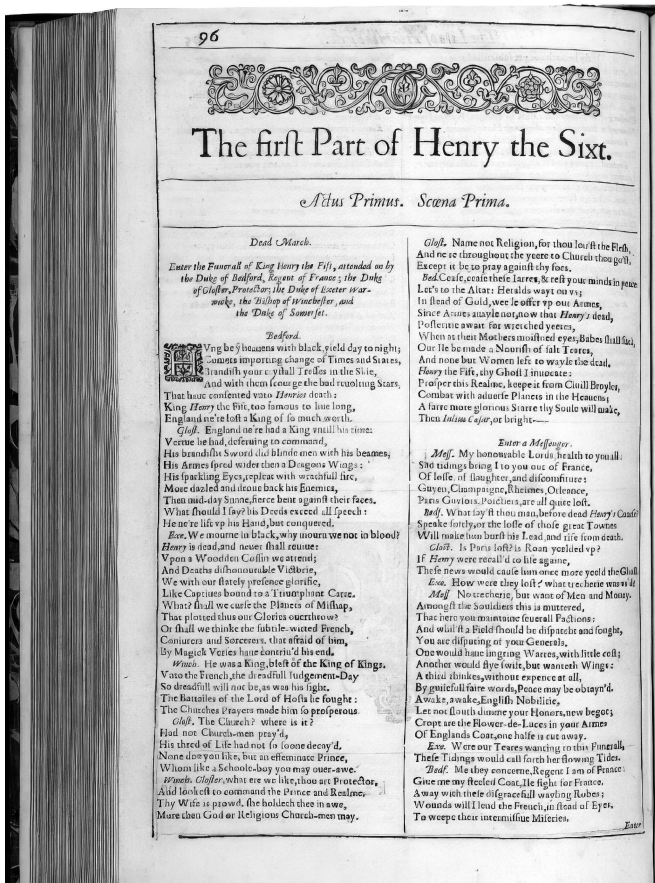 96
The first Part of Henry the Sixt.
Actus Primus. Scœna Prima.
Dead March.
Enter the Funerall of King Henry the Fift, attended on by
the Duke of Bedford, Regent of France; the Duke
of Gloster, Protector; the Duke of Exeter War-
wicke, the Bishop of Winchester, and
the Duke of Somerset.
Bedford.
HVng be yͤ heauens with black, yield day to night;
Comets importing change of Times and States,
Brandish your crystall Tresses in the Skie,
And with them scourge the bad reuolting Stars,
That haue consented vnto Henries death:
King Henry the Fift, too famous to liue long,
England ne're lost a King of so much worth.
Glost. England ne're had a King vntill his time:
Vertue he had, deseruing to command,
His brandisht Sword did blinde men with his beames,
His Armes spred wider then a Dragons Wings:
His sparkling Eyes, repleat with wrathfull fire,
More dazled and droue back his Enemies,
Then mid-day Sunne, fierce bent against their faces.
What should I say? his Deeds exceed all speech:
He ne're lift vp his Hand, but conquered.
Exe. We mourne in black, why mourn we not in blood?
Henry is dead, and neuer shall reuiue:
Vpon a Woodden Coffin we attend;
And Deaths dishonourable Victorie,
We with our stately presence glorifie,
Like Captiues bound to a Triumphant Carre.
What? shall we curse the Planets of Mishap,
That plotted thus our Glories ouerthrow?
Or shall we thinke the subtile-witted French,
Coniurers and Sorcerers, that afraid of him,
By Magick Verses haue contriu'd his end.
Winch. He was a King, blest of the King of Kings.
Vnto the French, the dreadfull Iudgement-Day
So dreadfull will not be, as was his sight.
The Battailes of the Lord of Hosts he fought:
The Churches Prayers made him so prosperous.
Glost. The Church? where is it?
Had not Church-men pray'd,
His thred of Life had not so soone decay'd.
None doe you like, but an effeminate Prince,
Whom like a Schoole-boy you may ouer-awe.
Winch. Gloster, what ere we like, thou art Protector,
And lookest to command the Prince and Realme.
Thy Wife is prowd, she holdeth thee in awe,
More then God or Religious Church-men may.
Glost. Name not Religion, for thou lou'st the Flesh,
And ne're throughout the yeere to Church thou go'st,
Except it be to pray against thy foes.
Bed. Cease, cease these Iarres, & rest your minds in peace
Let's to the Altar: Heralds wayt on vs;
In stead of Gold, wee'le offer vp our Armes,
Since Armes auayle not, now that Henry's dead,
Posteritie await for wretched yeeres,
When at their Mothers moistned eyes, Babes shall suck,
Our Ile be made a Nourish of salt Teares,
And none but Women left to wayle the dead.
Henry the Fift, thy Ghost I inuocate:
Prosper this Realme, keepe it from Ciuill Broyles,
Combat with aduerse Planets in the Heauens;
A farre more glorious Starre thy Soule will make,
Then Iulius Cæsar, or bright——
Enter a Messenger.
Mess. My honourable Lords, health to you all:
Sad tidings bring I to you out of France,
Of losse, of slaughter, and discomfiture:
Guyen, Champaigne, Rheimes, Orleance,
Paris Guysors, Poictiers, are all quite lost.
Bedf. What say'st thou man, before dead Henry's Coarse?
Speake softly, or the losse of those great Townes
Will make him burst his Lead, and rise from death.
Glost. Is Paris lost? is Roan yeelded vp?
If Henry were recall'd to life againe,
These news would cause him once more yeeld the Ghost.
Exe. How were they lost? what trecherie was vs'd?
Mess No trecherie, but want of Men and Money.
Amongst the Souldiers this is muttered,
That here you maintaine seuerall Factions:
And whil'st a Field should be dispatcht and fought,
You are disputing of your Generals.
One would haue lingring Warres, with little cost;
Another would flye swift, but wanteth Wings:
A third thinkes, without expence at all,
By guilefull faire words, Peace may be obtayn'd.
Awake, awake, English Nobilitie,
Let not slouth dimme your Honors, new begot;
Cropt are the Flower-de-Luces in your Armes
Of Englands Coat, one halfe is cut away.
Exe. Were our Teares wanting to this Funerall,
These Tidings would call forth her flowing Tides.
Bedf. Me they concerne, Regent I am of France:
Giue me my steeled Coat, Ile fight for France.
Away with these disgracefull wayling Robes;
Wounds will I lend the French, in stead of Eyes,
To weepe their intermissiue Miseries.
Enter